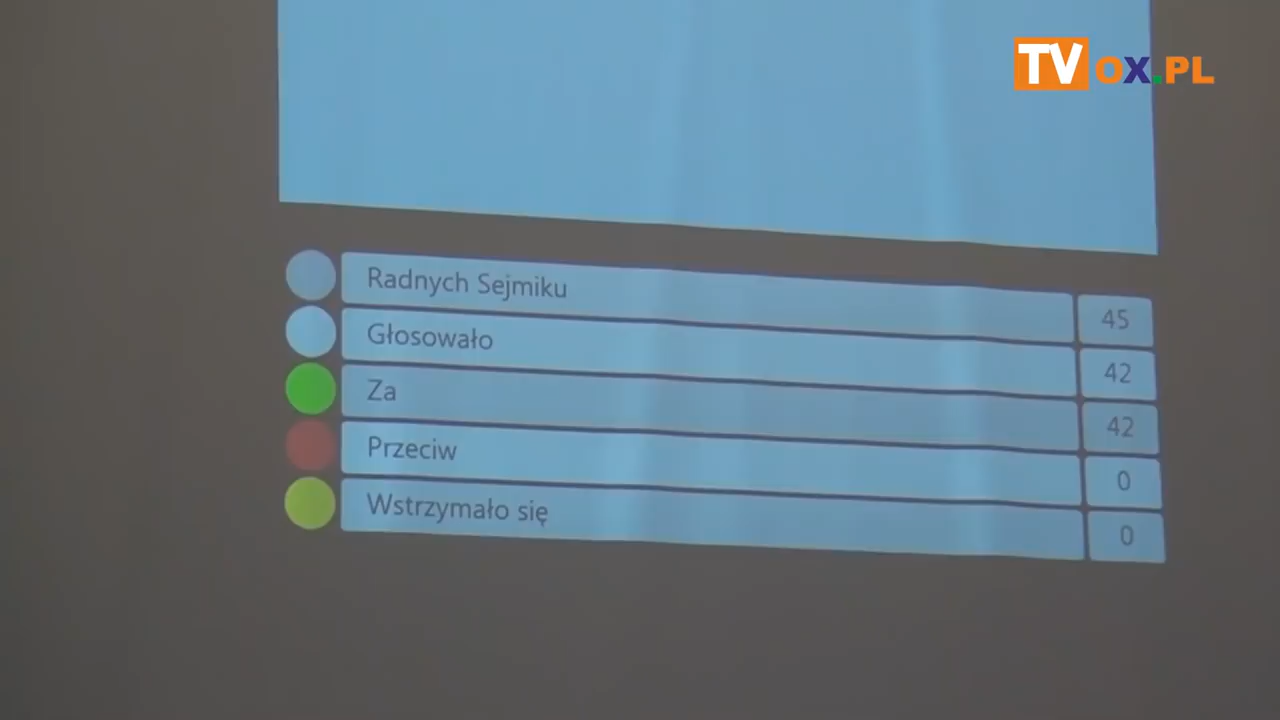 TVOX.PL
Radnych Sejmiku 45
Głosowało 42
Za 42
Przeciw 0
Wstrzymało się 0